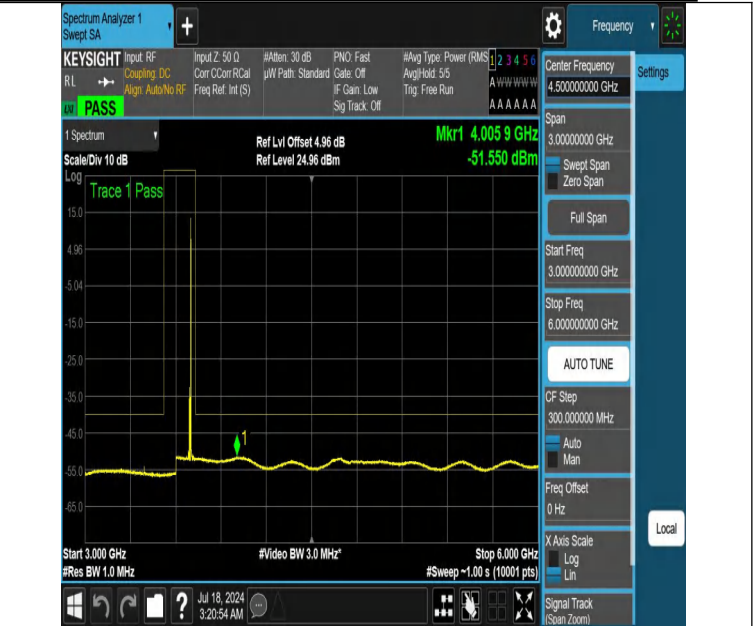 Spectrum Analyzer 1
Swept SA
+
Frequency
KEYSIGHT
RL
PASS
Input: RF
Coupling: DC
Align: Auto/No RF
Input Z: 50 Ω
Corr CCorr RCal
Freq Ref: Int (S)
#Atten: 30 dB
µW Path: Standard
PNO: Fast
Gate: Off
IF Gain: Low
Sig Track: Off
#Avg Type: Power (RMS
Avg|Hold: 5/5
Trig: Free Run
1 2 3 4 5 6
A W W W W W
A A A A A A
1 Spectrum
Scale/Div 10 dB
Ref Lvl Offset 4.96 dB
Ref Level 24.96 dBm
Mkr1 4.005 9 GHz
-51.550 dBm
Log
Trace 1 Pass
15.0
4.96
-5.04
-15.0
-25.0
-35.0
-45.0
-55.0
-65.0
1
Start 3.000 GHz
#Res BW 1.0 MHz
#Video BW 3.0 MHz*
Stop 6.000 GHz
#Sweep ~1.00 s (10001 pts)
Center Frequency
4.500000000 GHz
Settings
Span
3.00000000 GHz
Swept Span
Zero Span
Full Span
Start Freq
3.000000000 GHz
Stop Freq
6.000000000 GHz
AUTO TUNE
CF Step
300.000000 MHz
Auto
Man
Freq Offset
0 Hz
X Axis Scale
Log
Lin
Local
Signal Track
(Span Zoom)
?
Jul 18, 2024
3:20:54 AM